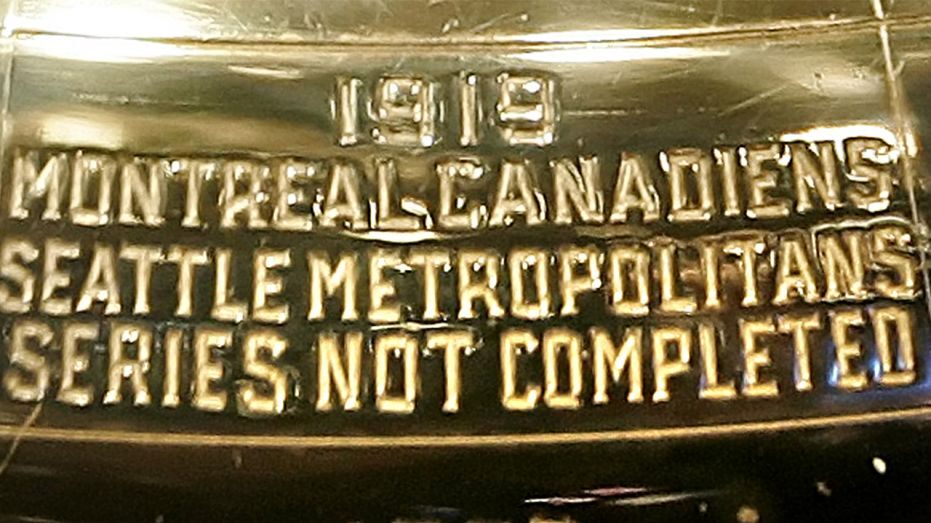 1919
MONTREAL CANADIENS
SEATTLE METROPOLITANS
SERIES NOT COMPLETED